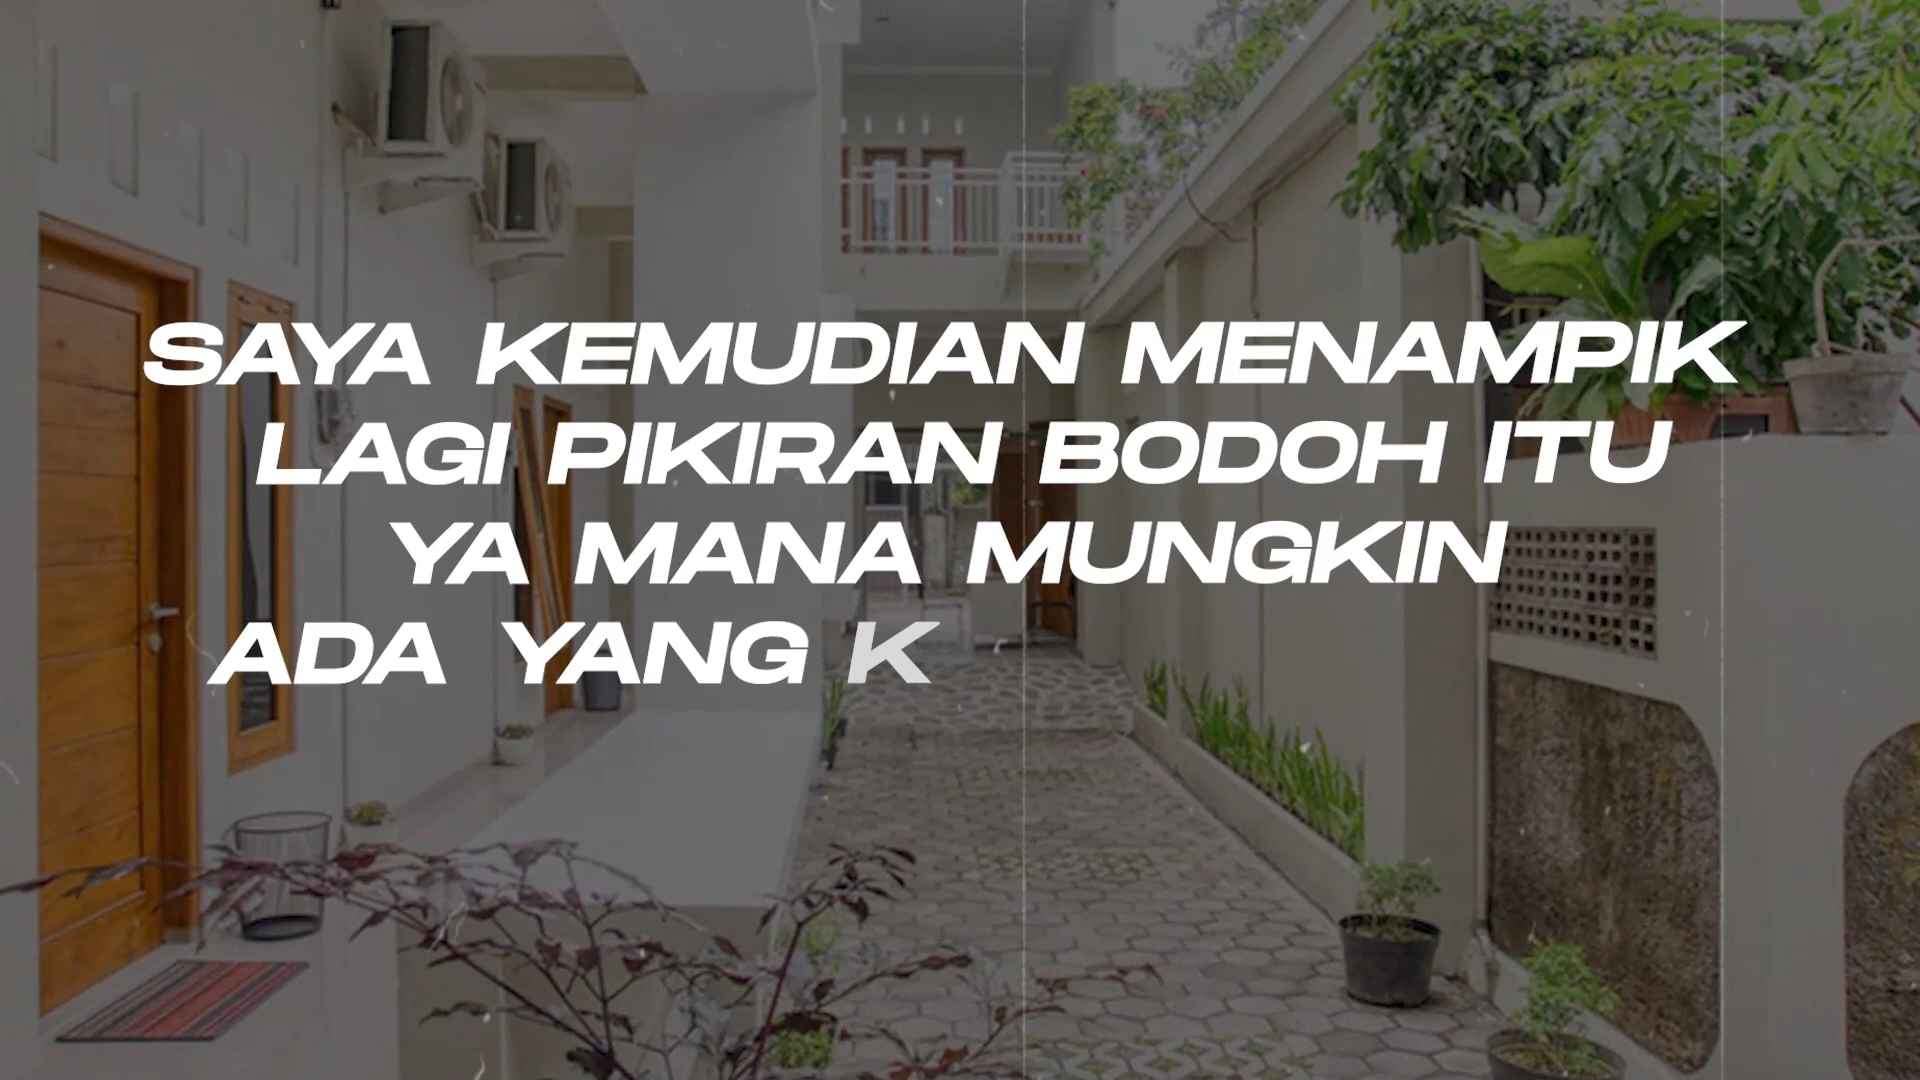 SAYA KEMUDIAN MENAMPIK
LAGI PIKIRAN BODOH ITU
YA MANA MUNGKIN
ADA YANG K